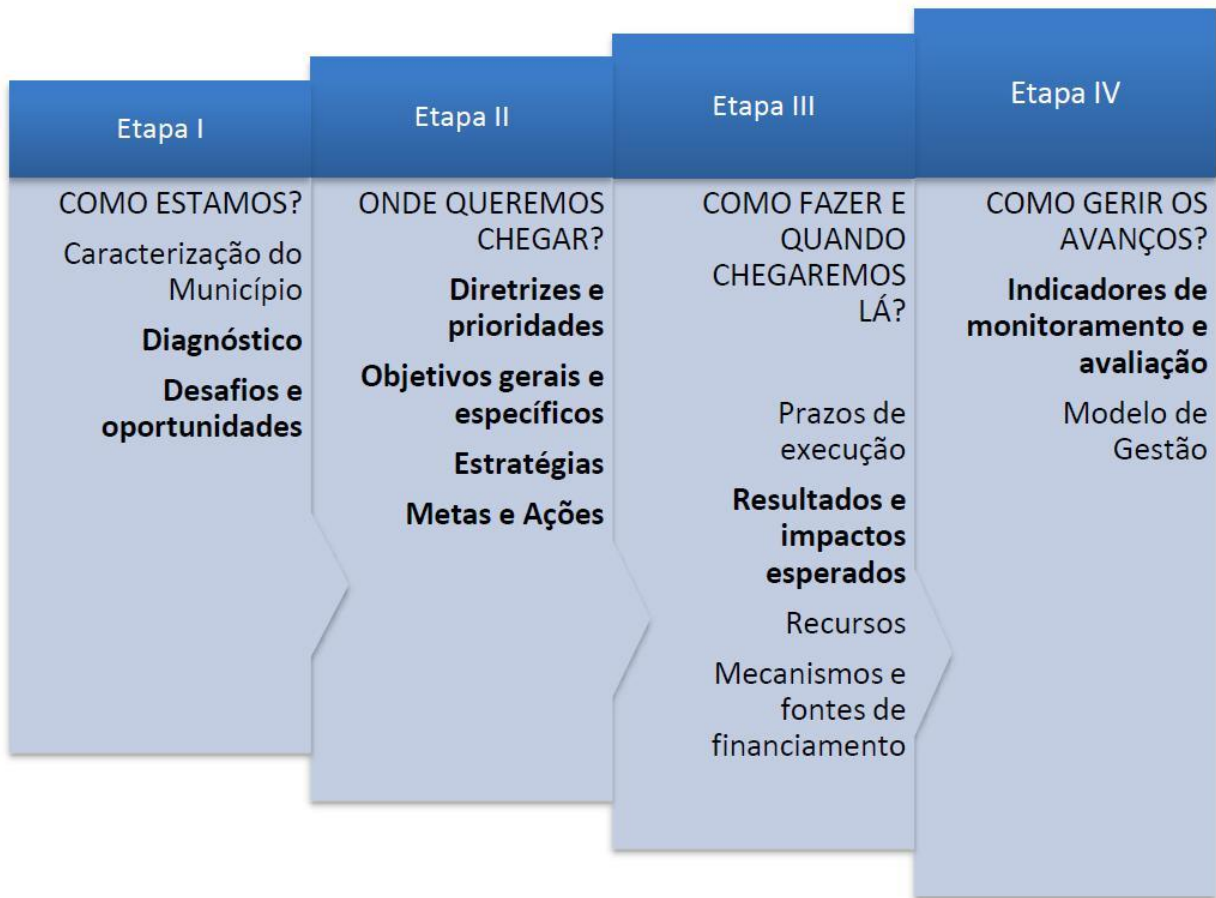 Etapa I
COMO ESTAMOS?
Caracterização do
Município
Diagnóstico
Desafios e
oportunidades
Etapa II
ONDE QUEREMOS
CHEGAR?
Diretrizes e
prioridades
Objetivos gerais e
específicos
Estratégias
Metas e Ações
Etapa III
COMO FAZER E
QUANDO
CHEGAREMOS
LÁ?
Prazos de
execução
Resultados e
impactos
esperados
Recursos
Mecanismos e
fontes de
financiamento
Etapa IV
COMO GERIR OS
AVANÇOS?
Indicadores de
monitoramento e
avaliação
Modelo de
Gestão